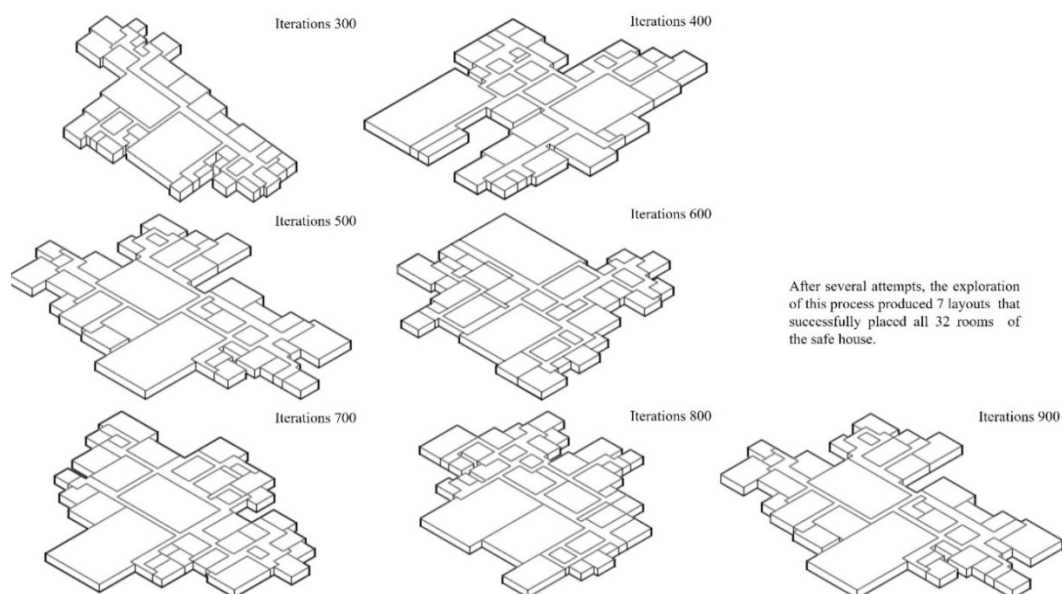 Iterations 300
Iterations 400
Iterations 500
Iterations 600
After several attempts, the exploration
of this process produced 7 layouts that
successfully placed all 32 rooms of
the safe house.
Iterations 700
Iterations 800
Iterations 900